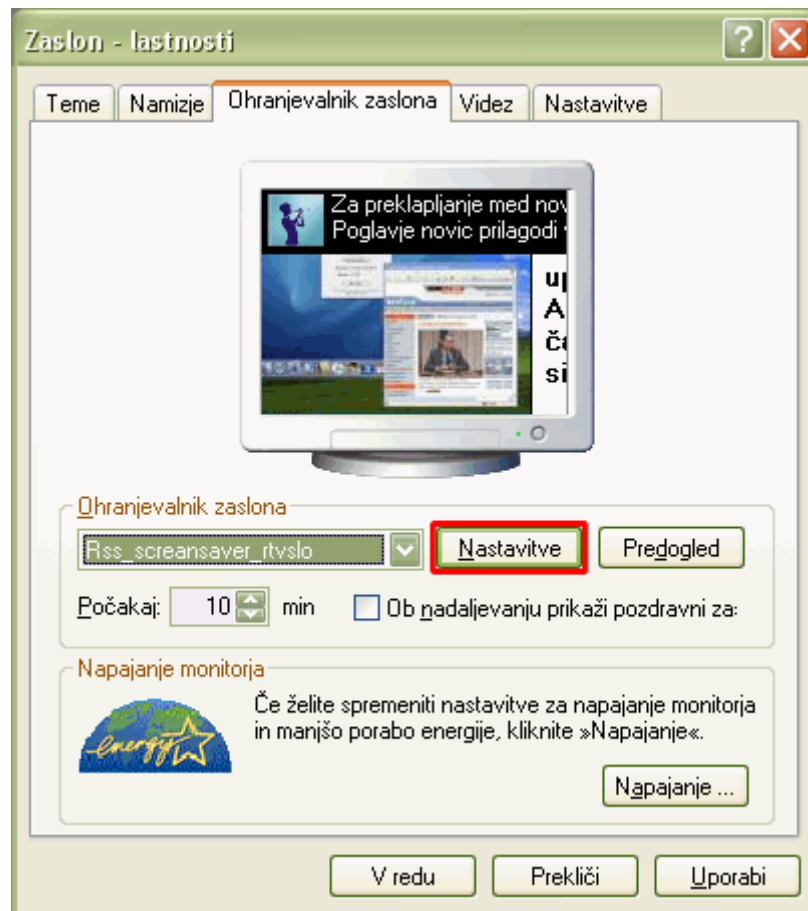 Zaslon - lastnosti
Teme Namizje Ohranjevalnik zaslona Videz Nastavitve
Za preklapljanje med nov
Poglavje novic prilagodi
up
A
si
Ohranjevalnik zaslona
Rss_screansaver_rtvslo Nastavitve Predogled
Počakaj: 10 min Ob nadaljevanju prikaži pozdravni za:
Napajanje monitorja
Če želite spremeniti nastavitve za napajanje monitorja
in manjšo porabo energije, kliknite »Napajanje«.
energy
Napajanje ...
V redu Prekliči Uporabi